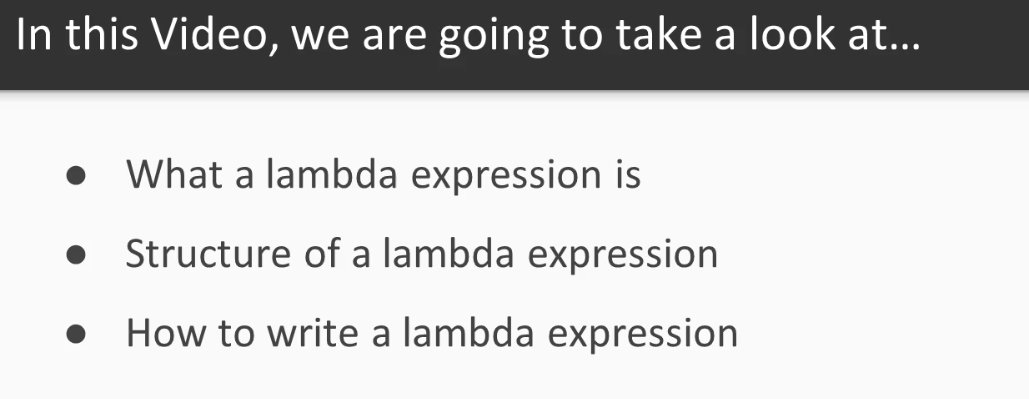 In this Video, we are going to take a look at...
● What a lambda expression is
● Structure of a lambda expression
● How to write a lambda expression